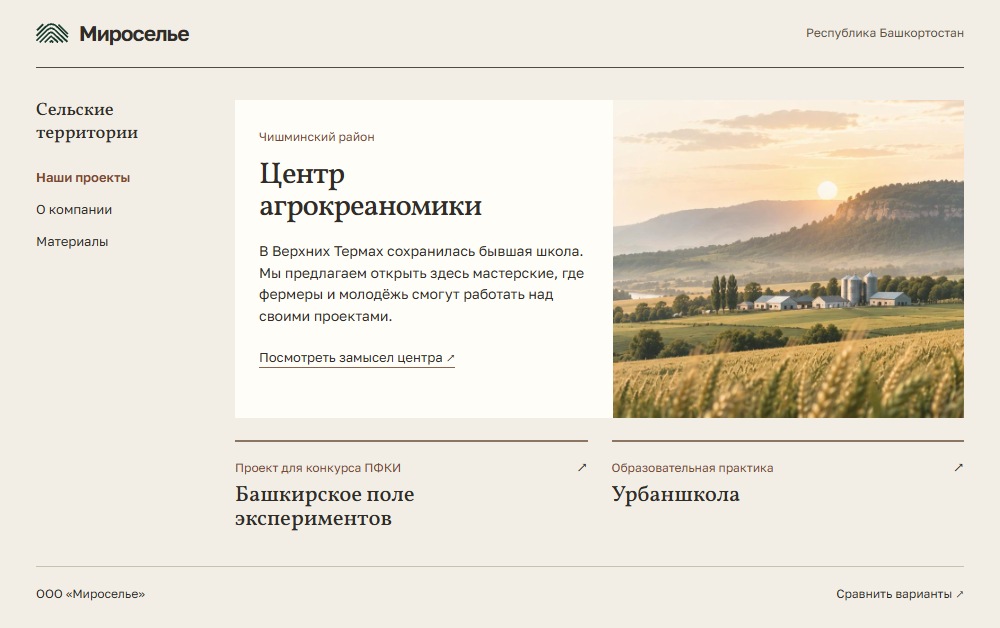 Мироселье
Республика Башкортостан
Сельские
территории
Наши проекты
О компании
Материалы
Чишминский район
Центр
агрокреаномики
В Верхних Термах сохранилась бывшая школа.
Мы предлагаем открыть здесь мастерские, где
фермеры и молодёжь смогут работать над
своими проектами.
Посмотреть замысел центра ↗
Проект для конкурса ПФКИ ↗
Башкирское поле
экспериментов
Образовательная практика ↗
Урбаншкола
ООО «Мироселье»
Сравнить варианты ↗